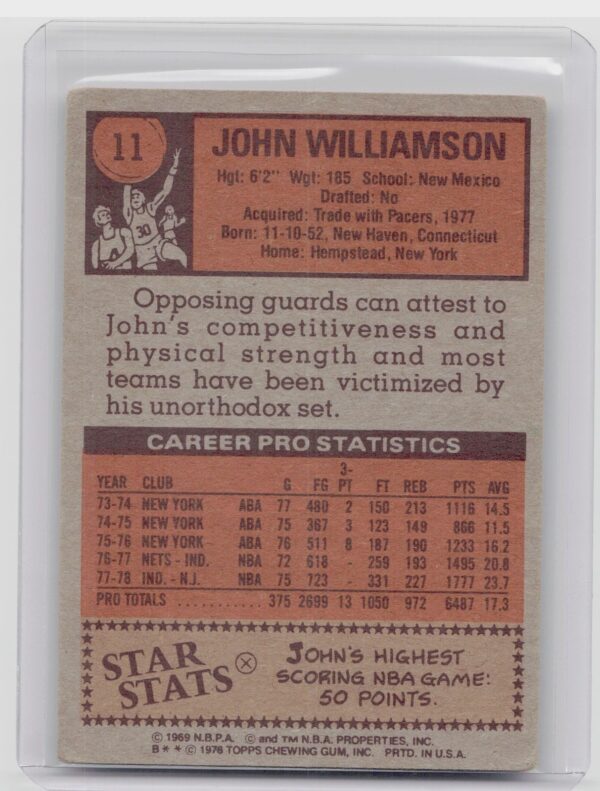 11
JOHN WILLIAMSON
Hgt: 6'2" Wgt: 185 School: New Mexico
Drafted: No
Acquired: Trade with Pacers, 1977
Born: 11-10-52, New Haven, Connecticut
Home: Hempstead, New York
30
Opposing guards can attest to
John's competitiveness and
physical strength and most
teams have been victimized by
his unorthodox set.
CAREER PRO STATISTICS
YEAR CLUB G FG 3-PT FT REB PTS AVG
73-74 NEW YORK ABA 77 480 2 150 213 1116 14.5
74-75 NEW YORK ABA 75 367 3 123 149 866 11.5
75-76 NEW YORK ABA 76 511 8 187 190 1233 16.2
76-77 NETS - IND. NBA 72 618 - 259 193 1495 20.8
77-78 IND. - N.J. NBA 75 723 - 331 227 1777 23.7
PRO TOTALS ........... 375 2699 13 1050 972 6487 17.3
STAR
STATS
JOHN'S HIGHEST
SCORING NBA GAME:
50 POINTS.
© 1969 N.B.P.A. © and TM N.B.A. PROPERTIES, INC.
B * * © 1978 TOPPS CHEWING GUM, INC. PRTD. IN U.S.A.